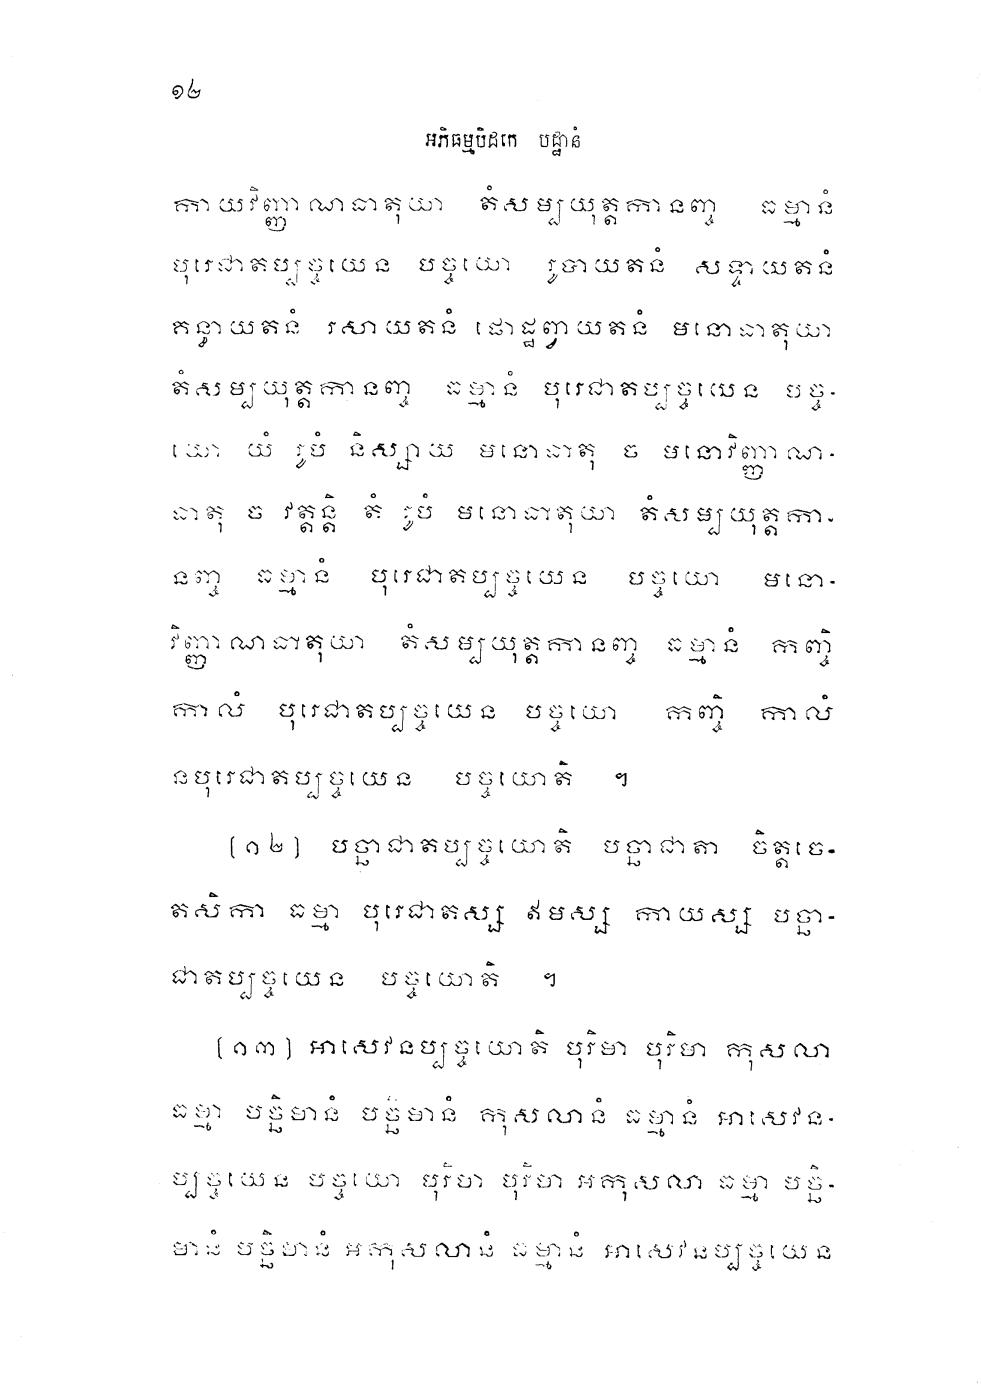 ១២
អភិធម្មបិដកេ បដ្ឋានំ
កាយវិញ្ញាណធាតុយា តំសម្បយុត្តកានញ្ច ធម្មានំ
បុរេជាតប្បច្ចយេន បច្ចយោ រូបាយតនំ សទ្ទាយតនំ
គន្ធាយតនំ រសាយតនំ ផោដ្ឋព្វាយតនំ មនោធាតុយា
តំសម្បយុត្តកានញ្ច ធម្មានំ បុរេជាតប្បច្ចយេន បច្ច-
យោ យំ រូបំ និស្សាយ មនោធាតុ ច មនោវិញ្ញាណ-
ធាតុ ច វត្តន្តិ តំ រូបំ មនោធាតុយា តំសម្បយុត្តកា-
នញ្ច ធម្មានំ បុរេជាតប្បច្ចយេន បច្ចយោ មនោ-
វិញ្ញាណធាតុយា តំសម្បយុត្តកានញ្ច ធម្មានំ កញ្ចិ
កាលំ បុរេជាតប្បច្ចយេន បច្ចយោ កញ្ចិ កាលំ
នបុរេជាតប្បច្ចយេន បច្ចយោតិ ។
[១២] បច្ឆាជាតប្បច្ចយោតិ បច្ឆាជាតា ចិត្តចេ-
តសិកា ធម្មា បុរេជាតស្ស ឥមស្ស កាយស្ស បច្ឆា-
ជាតប្បច្ចយេន បច្ចយោតិ ។
[១៣] អាសេវនប្បច្ចយោតិ បុរិមា បុរិមា កុសលា
ធម្មា បច្ឆិមានំ បច្ឆិមានំ កុសលានំ ធម្មានំ អាសេវន-
ប្បច្ចយេន បច្ចយោ បុរិមា បុរិមា អកុសលា ធម្មា បច្ឆិ-
មានំ បច្ឆិមានំ អកុសលានំ ធម្មានំ អាសេវនប្បច្ចយេន